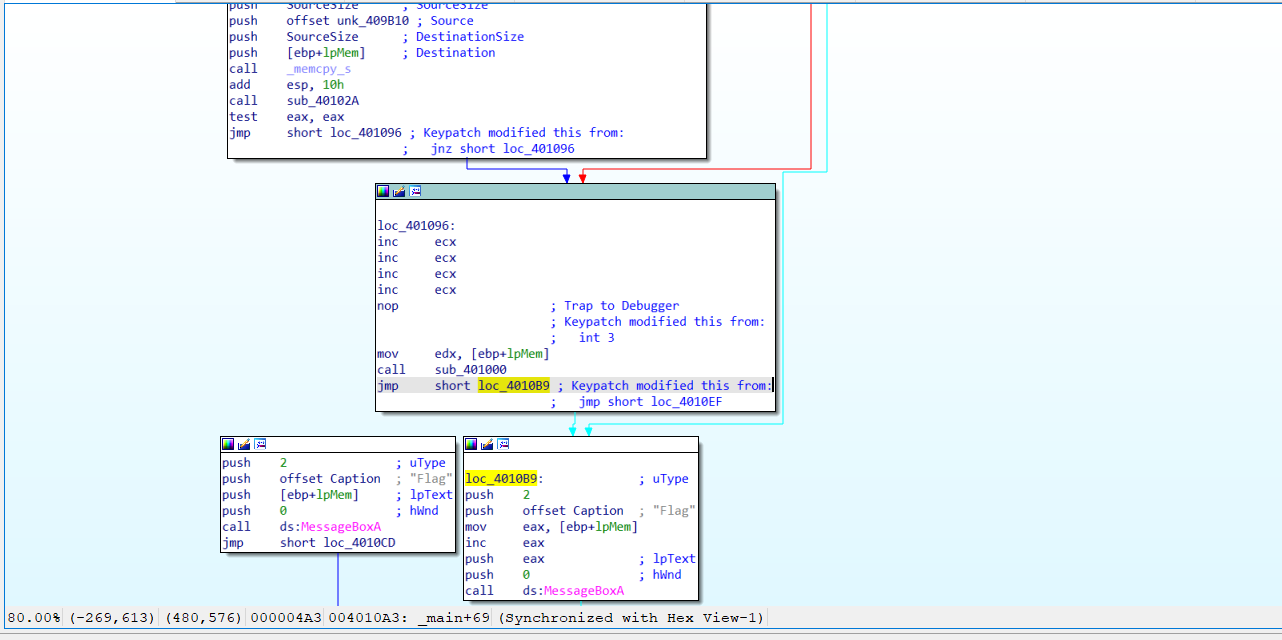 push    SourceSize      ; SourceSize
push    offset unk_409B10 ; Source
push    SourceSize      ; DestinationSize
push    [ebp+lpMem]     ; Destination
call    _memcpy_s
add     esp, 10h
call    sub_40102A
test    eax, eax
jmp     short loc_401096 ; Keypatch modified this from:
;   jnz short loc_401096
loc_401096:
inc     ecx
inc     ecx
inc     ecx
inc     ecx
nop                     ; Trap to Debugger
; Keypatch modified this from:
;   int 3
mov     edx, [ebp+lpMem]
call    sub_401000
jmp     short loc_4010B9 ; Keypatch modified this from:
;   jmp short loc_4010EF
push    2               ; uType
push    offset Caption  ; "Flag"
push    [ebp+lpMem]     ; lpText
push    0               ; hWnd
call    ds:MessageBoxA
jmp     short loc_4010CD
loc_4010B9:             ; uType
push    2
push    offset Caption  ; "Flag"
mov     eax, [ebp+lpMem]
inc     eax
push    eax             ; lpText
push    0               ; hWnd
call    ds:MessageBoxA
80.00% (-269,613) (480,576) 000004A3 004010A3: _main+69 (Synchronized with Hex View-1)